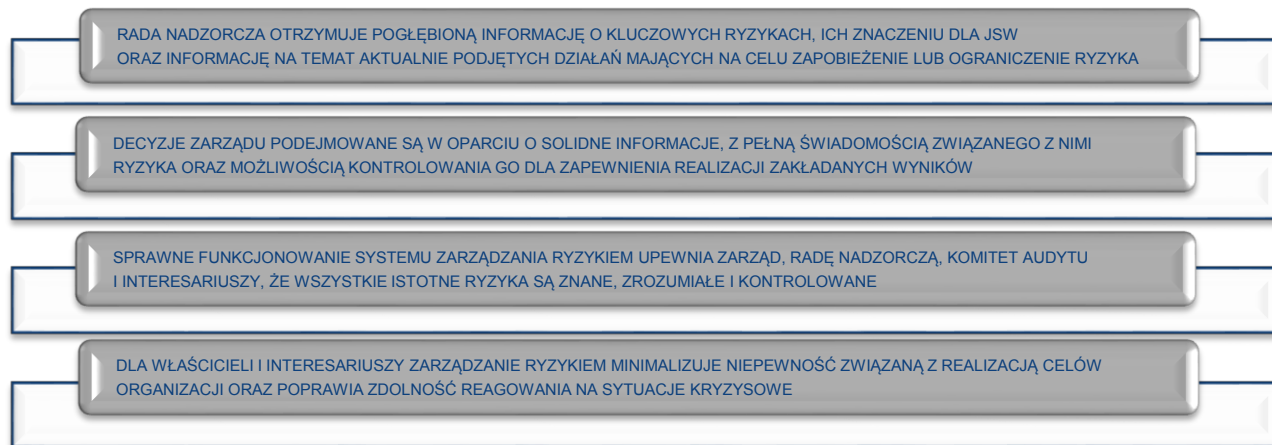 RADA NADZORCZA OTRZYMUJE POGŁĘBIONĄ INFORMACJĘ O KLUCZOWYCH RYZYKACH, ICH ZNACZENIU DLA JSW
ORAZ INFORMACJĘ NA TEMAT AKTUALNIE PODJĘTYCH DZIAŁAŃ MAJĄCYCH NA CELU ZAPOBIEŻENIE LUB OGRANICZENIE RYZYKA
DECYZJE ZARZĄDU PODEJMOWANE SĄ W OPARCIU O SOLIDNE INFORMACJE, Z PEŁNĄ ŚWIADOMOŚCIĄ ZWIĄZANEGO Z NIMI
RYZYKA ORAZ MOŻLIWOŚCIĄ KONTROLOWANIA GO DLA ZAPEWNIENIA REALIZACJI ZAKŁADANYCH WYNIKÓW
SPRAWNE FUNKCJONOWANIE SYSTEMU ZARZĄDZANIA RYZYKIEM UPEWNIA ZARZĄD, RADĘ NADZORCZĄ, KOMITET AUDYTU
I INTERESARIUSZY, ŻE WSZYSTKIE ISTOTNE RYZYKA SĄ ZNANE, ZROZUMIAŁE I KONTROLOWANE
DLA WŁAŚCICIELI I INTERESARIUSZY ZARZĄDZANIE RYZYKIEM MINIMALIZUJE NIEPEWNOŚĆ ZWIĄZANĄ Z REALIZACJĄ CELÓW
ORGANIZACJI ORAZ POPRAWIA ZDOLNOŚĆ REAGOWANIA NA SYTUACJE KRYZYSOWE